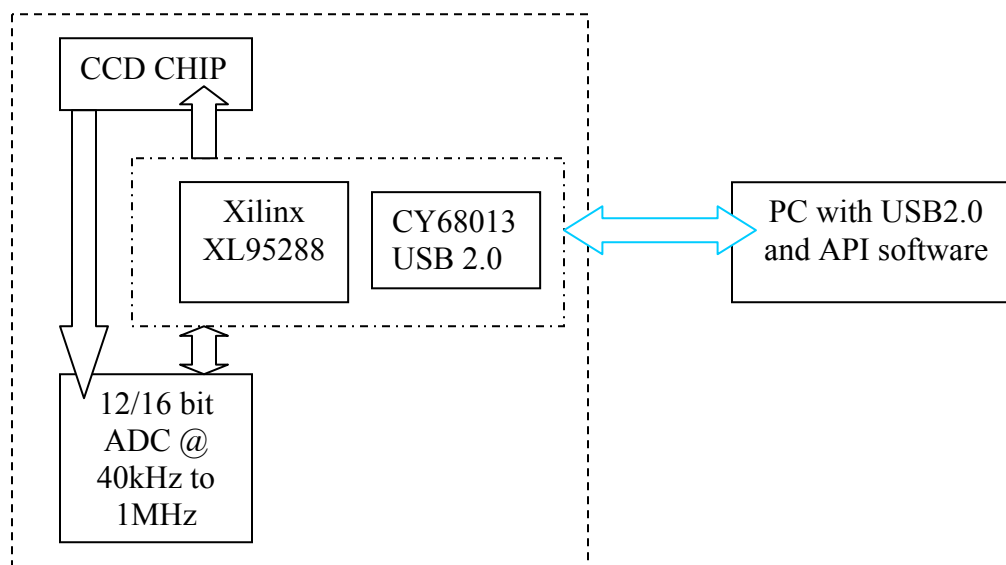 CCD CHIP
Xilinx
XL95288
CY68013
USB 2.0
PC with USB2.0
and API software
12/16 bit
ADC @
40kHz to
1MHz